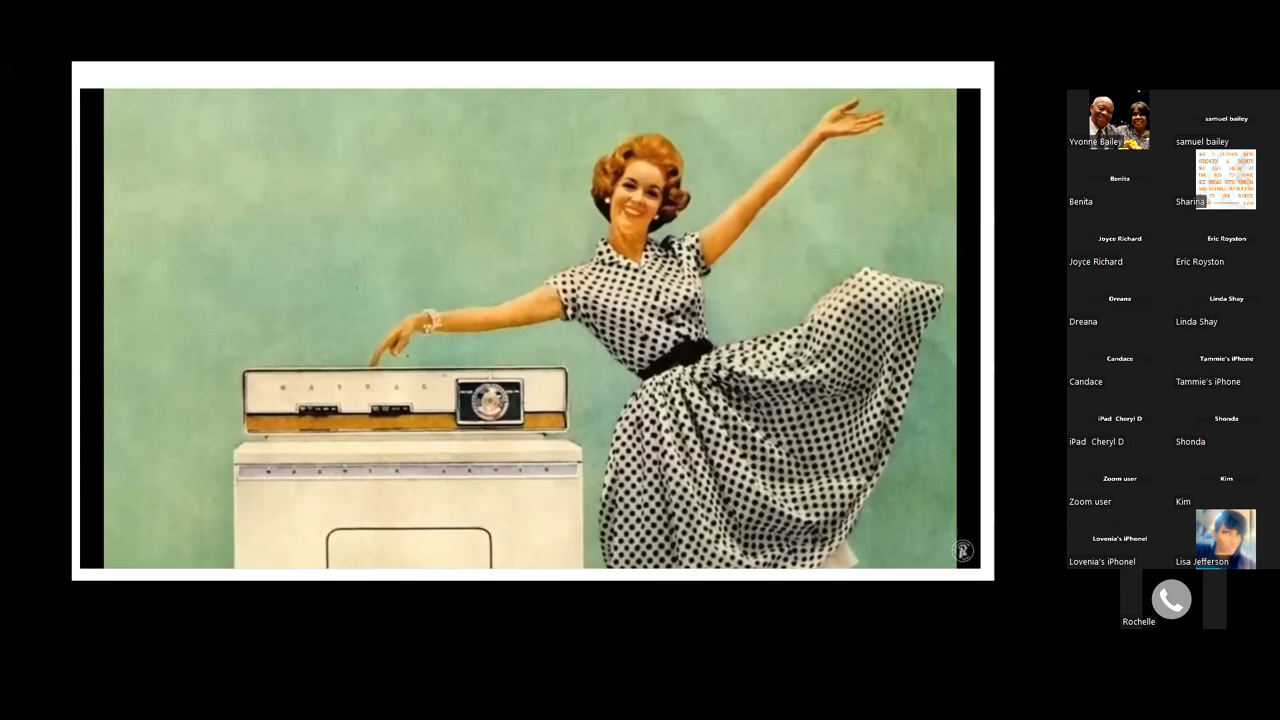 MAYTAG
Yvonne Bailey
samuel bailey
samuel bailey
Benita
Benita
Sharina
Joyce Richard
Joyce Richard
Eric Royston
Eric Royston
Dreana
Dreana
Linda Shay
Linda Shay
Candace
Candace
Tammie's iPhone
Tammie's iPhone
iPad Cheryl D
iPad Cheryl D
Shonda
Shonda
Zoom user
Zoom user
Kim
Kim
Lovenia's iPhonel
Lovenia's iPhonel
Lisa Jefferson
Rochelle